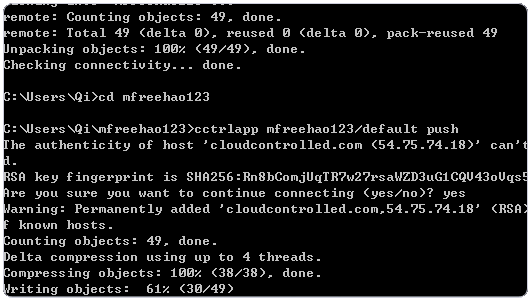 remote: Counting objects: 49, done.
remote: Total 49 (delta 0), reused 0 (delta 0), pack-reused 49
Unpacking objects: 100% (49/49), done.
Checking connectivity... done.
C:\Users\Qi>cd mfreehao123
C:\Users\Qi\mfreehao123>cctrlapp mfreehao123/default push
The authenticity of host 'cloudcontrolled.com (54.75.74.18)' can't
d.
RSA key fingerprint is SHA256:Rn8bComjUqTR7w27rsaWZD3uG1CQV43oVqs5
Are you sure you want to continue connecting (yes/no)? yes
Warning: Permanently added 'cloudcontrolled.com,54.75.74.18' (RSA)
f known hosts.
Counting objects: 49, done.
Delta compression using up to 4 threads.
Compressing objects: 100% (38/38), done.
Writing objects:  61% (30/49)